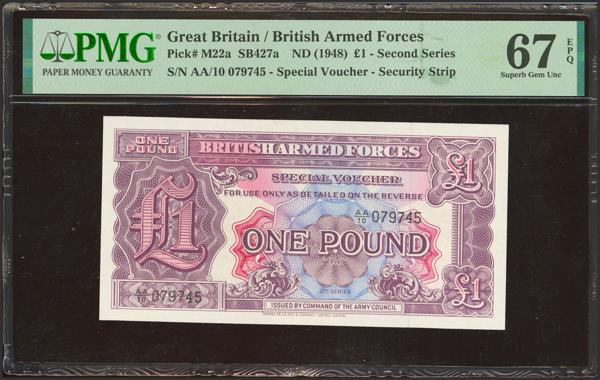 PMG
PAPER MONEY GUARANTY
Great Britain / British Armed Forces
Pick# M22a SB427a ND (1948) £1 - Second Series
S/N AA/10 079745 - Special Voucher - Security Strip
67 EPQ
Superb Gem Unc
ONE
POUND
BRITISH ARMED FORCES
SPECIAL VOUCHER
FOR USE ONLY AS DETAILED ON THE REVERSE
£1
£1
AA/10 079745
ONE POUND
2ND SERIES
AA/10 079745
ISSUED BY COMMAND OF THE ARMY COUNCIL
£1